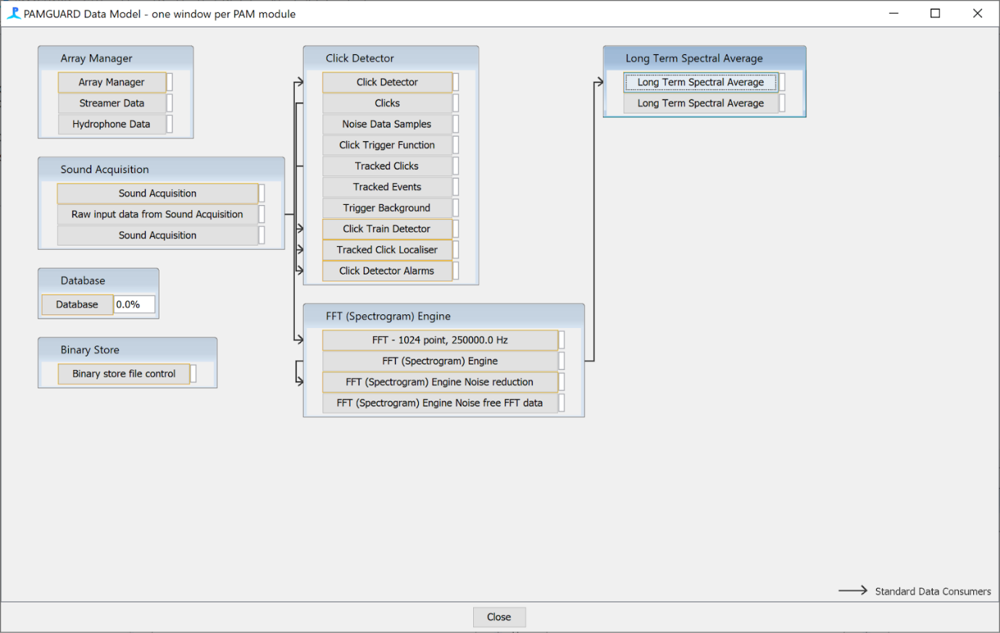 PAMGUARD Data Model - one window per PAM module
Array Manager
Array Manager
Streamer Data
Hydrophone Data
Sound Acquisition
Sound Acquisition
Raw input data from Sound Acquisition
Sound Acquisition
Database
Database 0.0%
Binary Store
Binary store file control
Click Detector
Click Detector
Clicks
Noise Data Samples
Click Trigger Function
Tracked Clicks
Tracked Events
Trigger Background
Click Train Detector
Tracked Click Localiser
Click Detector Alarms
FFT (Spectrogram) Engine
FFT - 1024 point, 250000.0 Hz
FFT (Spectrogram) Engine
FFT (Spectrogram) Engine Noise reduction
FFT (Spectrogram) Engine Noise free FFT data
Long Term Spectral Average
Long Term Spectral Average
Long Term Spectral Average
Standard Data Consumers
Close